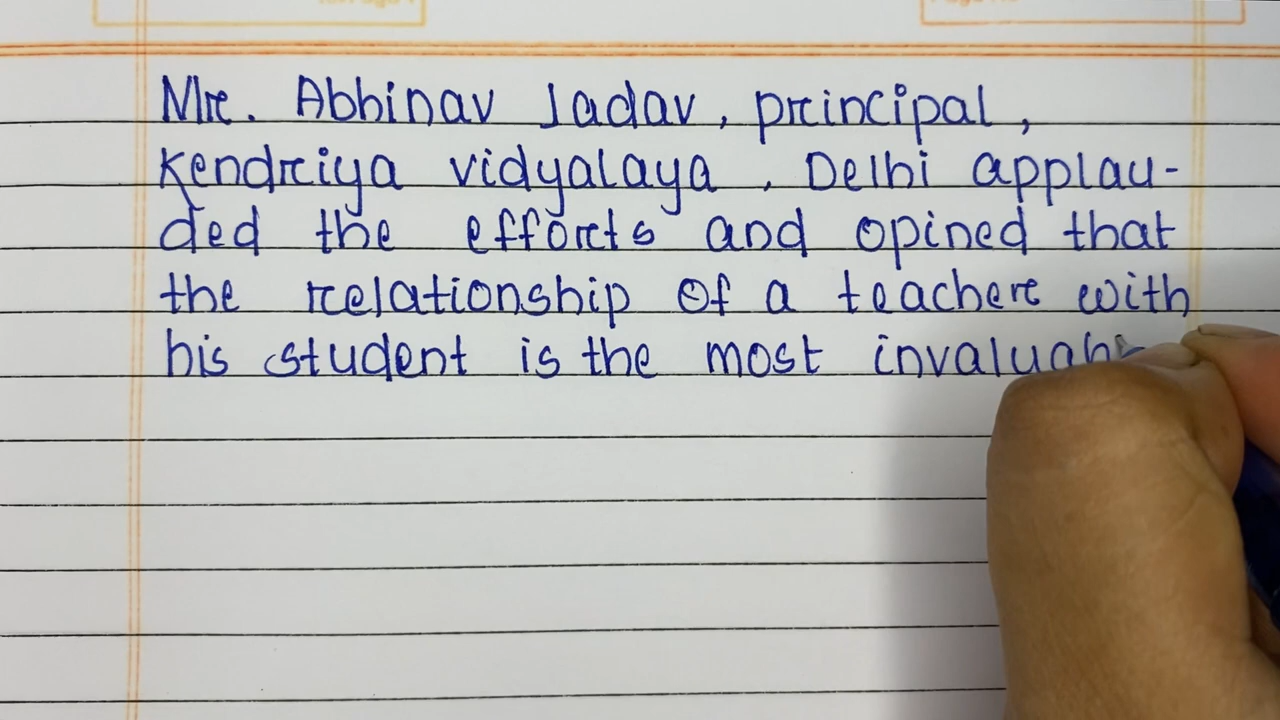 Mr. Abhinav Jadav, principal,
Kendriya vidyalaya, Delhi applau-
ded the efforts and opined that
the relationship of a teacher with
his student is the most